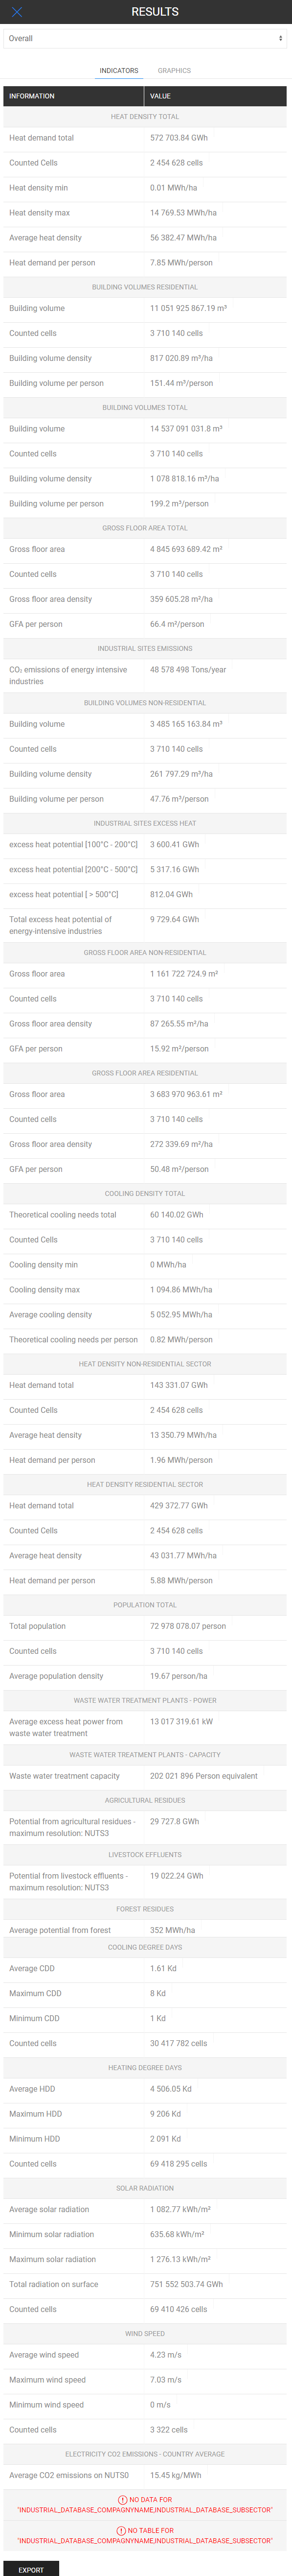 RESULTS
Overall
INDICATORS GRAPHICS
INFORMATION VALUE
HEAT DENSITY TOTAL
Heat demand total 572 703.84 GWh
Counted Cells 2 454 628 cells
Heat density min 0.01 MWh/ha
Heat density max 14 769.53 MWh/ha
Average heat density 56 382.47 MWh/ha
Heat demand per person 7.85 MWh/person
BUILDING VOLUMES RESIDENTIAL
Building volume 11 051 925 867.19 m³
Counted cells 3 710 140 cells
Building volume density 817 020.89 m³/ha
Building volume per person 151.44 m³/person
BUILDING VOLUMES TOTAL
Building volume 14 537 091 031.8 m³
Counted cells 3 710 140 cells
Building volume density 1 078 818.16 m³/ha
Building volume per person 199.2 m³/person
GROSS FLOOR AREA TOTAL
Gross floor area 4 845 693 689.42 m²
Counted cells 3 710 140 cells
Gross floor area density 359 605.28 m²/ha
GFA per person 66.4 m²/person
INDUSTRIAL SITES EMISSIONS
CO₂ emissions of energy intensive 48 578 498 Tons/year
industries
BUILDING VOLUMES NON-RESIDENTIAL
Building volume 3 485 165 163.84 m³
Counted cells 3 710 140 cells
Building volume density 261 797.29 m³/ha
Building volume per person 47.76 m³/person
INDUSTRIAL SITES EXCESS HEAT
excess heat potential [100°C - 200°C] 3 600.41 GWh
excess heat potential [200°C - 500°C] 5 317.16 GWh
excess heat potential [ > 500°C] 812.04 GWh
Total excess heat potential of 9 729.64 GWh
energy-intensive industries
GROSS FLOOR AREA NON-RESIDENTIAL
Gross floor area 1 161 722 724.9 m²
Counted cells 3 710 140 cells
Gross floor area density 87 265.55 m²/ha
GFA per person 15.92 m²/person
GROSS FLOOR AREA RESIDENTIAL
Gross floor area 3 683 970 963.61 m²
Counted cells 3 710 140 cells
Gross floor area density 272 339.69 m²/ha
GFA per person 50.48 m²/person
COOLING DENSITY TOTAL
Theoretical cooling needs total 60 140.02 GWh
Counted Cells 3 710 140 cells
Cooling density min 0 MWh/ha
Cooling density max 1 094.86 MWh/ha
Average cooling density 5 052.95 MWh/ha
Theoretical cooling needs per person 0.82 MWh/person
HEAT DENSITY NON-RESIDENTIAL SECTOR
Heat demand total 143 331.07 GWh
Counted Cells 2 454 628 cells
Average heat density 13 350.79 MWh/ha
Heat demand per person 1.96 MWh/person
HEAT DENSITY RESIDENTIAL SECTOR
Heat demand total 429 372.77 GWh
Counted Cells 2 454 628 cells
Average heat density 43 031.77 MWh/ha
Heat demand per person 5.88 MWh/person
POPULATION TOTAL
Total population 72 978 078.07 person
Counted cells 3 710 140 cells
Average population density 19.67 person/ha
WASTE WATER TREATMENT PLANTS - POWER
Average excess heat power from 13 017 319.61 kW
waste water treatment
WASTE WATER TREATMENT PLANTS - CAPACITY
Waste water treatment capacity 202 021 896 Person equivalent
AGRICULTURAL RESIDUES
Potential from agricultural residues - 29 727.8 GWh
maximum resolution: NUTS3
LIVESTOCK EFFLUENTS
Potential from livestock effluents - 19 022.24 GWh
maximum resolution: NUTS3
FOREST RESIDUES
Average potential from forest 352 MWh/ha
COOLING DEGREE DAYS
Average CDD 1.61 Kd
Maximum CDD 8 Kd
Minimum CDD 1 Kd
Counted cells 30 417 782 cells
HEATING DEGREE DAYS
Average HDD 4 506.05 Kd
Maximum HDD 9 206 Kd
Minimum HDD 2 091 Kd
Counted cells 69 418 295 cells
SOLAR RADIATION
Average solar radiation 1 082.77 kWh/m²
Minimum solar radiation 635.68 kWh/m²
Maximum solar radiation 1 276.13 kWh/m²
Total radiation on surface 751 552 503.74 GWh
Counted cells 69 410 426 cells
WIND SPEED
Average wind speed 4.23 m/s
Maximum wind speed 7.03 m/s
Minimum wind speed 0 m/s
Counted cells 3 322 cells
ELECTRICITY CO2 EMISSIONS - COUNTRY AVERAGE
Average CO2 emissions on NUTS0 15.45 kg/MWh
NO DATA FOR
"INDUSTRIAL_DATABASE_COMPAGNYNAME,INDUSTRIAL_DATABASE_SUBSECTOR"
NO TABLE FOR
"INDUSTRIAL_DATABASE_COMPAGNYNAME,INDUSTRIAL_DATABASE_SUBSECTOR"
EXPORT